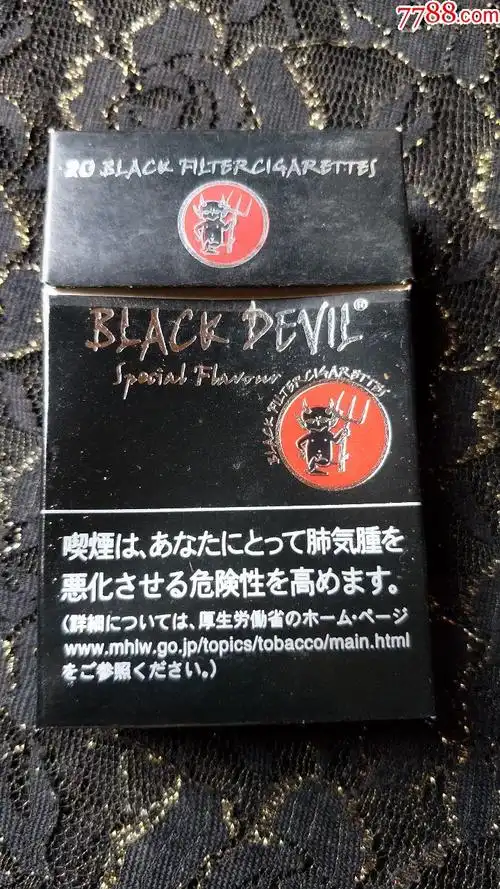 7788.com
20 BLACK FILTERCIGARETTES
BLACK DEVIL®
Special Flavour
BLACK FILTERCIGARETTES
喫煙は、あなたにとって肺気腫を
悪化させる危険性を高めます。
(詳細については、厚生労働省のホーム・ページ
www.mhlw.go.jp/topics/tobacco/main.html
をご参照ください。)